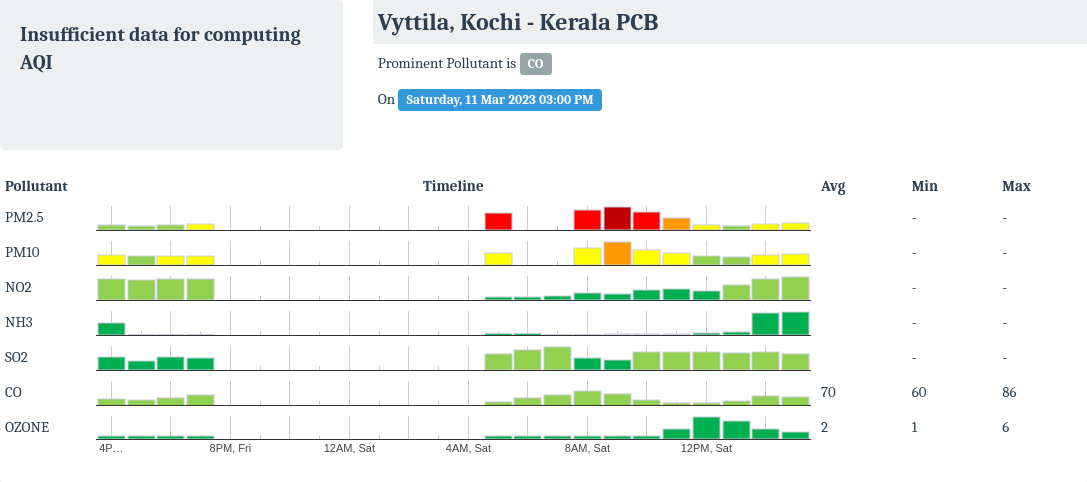 Insufficient data for computing
AQI
Vyttila, Kochi - Kerala PCB
Prominent Pollutant is CO
On Saturday, 11 Mar 2023 03:00 PM
Pollutant Timeline Avg Min Max
PM2.5 - -
PM10 - -
NO2 - -
NH3 - -
SO2 - -
CO 70 60 86
OZONE 2 1 6
4P… 8PM, Fri 12AM, Sat 4AM, Sat 8AM, Sat 12PM, Sat